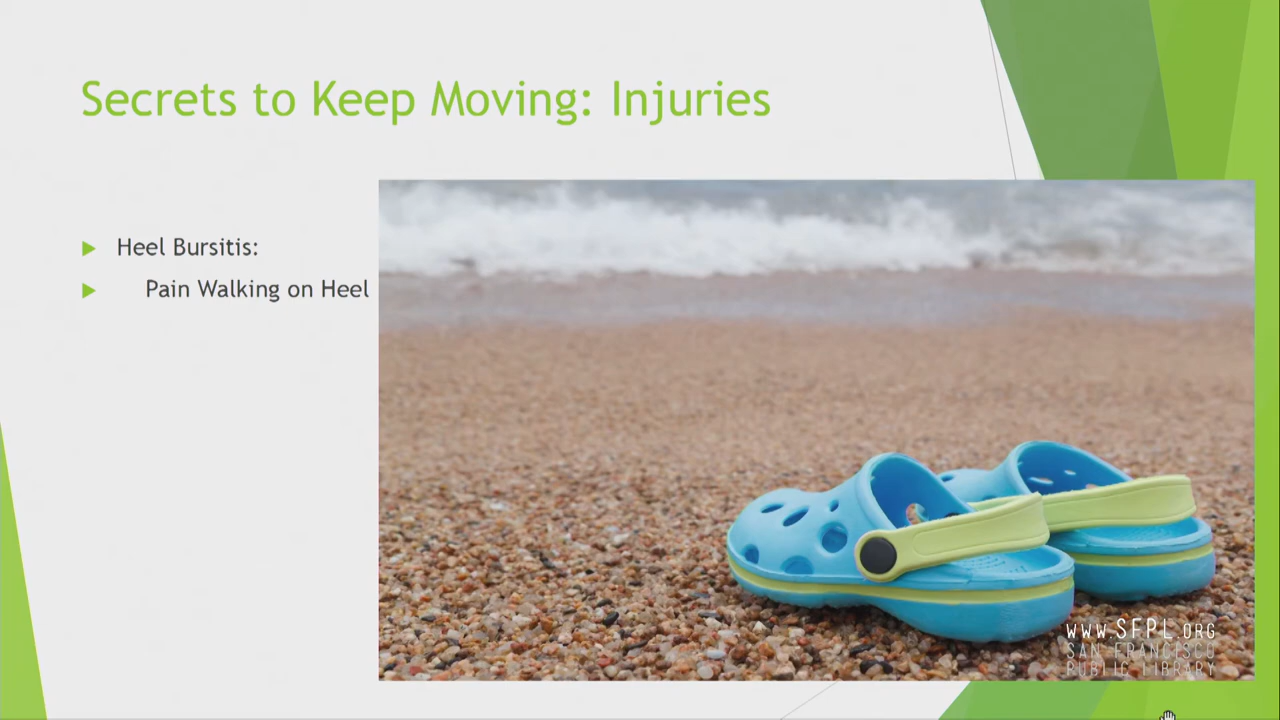 Secrets to Keep Moving: Injuries
Heel Bursitis:
Pain Walking on Heel
www.SFPL.ORG
SAN FRANCISCO
PUBLIC LIBRARY